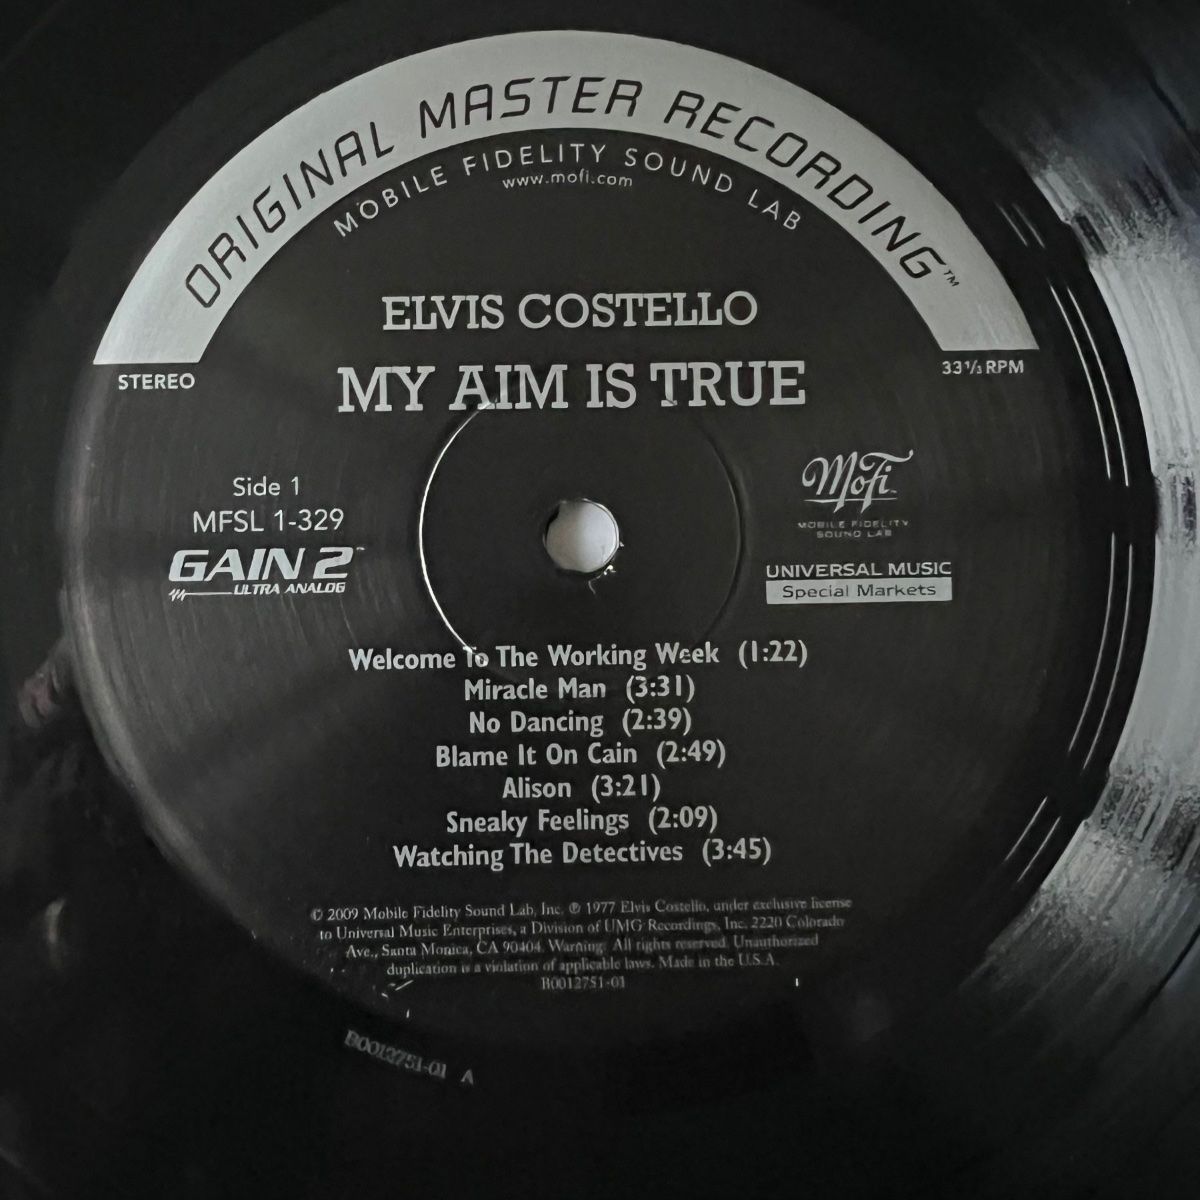 ORIGINAL MASTER RECORDING™
MOBILE FIDELITY SOUND LAB
www.mofi.com
ELVIS COSTELLO
MY AIM IS TRUE
STEREO
33 1/3 RPM
Side 1
MFSL 1-329
GAIN 2™
ULTRA ANALOG
MoFi
MOBILE FIDELITY
SOUND LAB
UNIVERSAL MUSIC
Special Markets
Welcome To The Working Week (1:22)
Miracle Man (3:31)
No Dancing (2:39)
Blame It On Cain (2:49)
Alison (3:21)
Sneaky Feelings (2:09)
Watching The Detectives (3:45)
© 2009 Mobile Fidelity Sound Lab, Inc. ℗ 1977 Elvis Costello, under exclusive license
to Universal Music Enterprises, a Division of UMG Recordings, Inc. 2220 Colorado
Ave., Santa Monica, CA 90404. Warning: All rights reserved. Unauthorized
duplication is a violation of applicable laws. Made in the U.S.A.
B0012751-01
B0012751-01 A